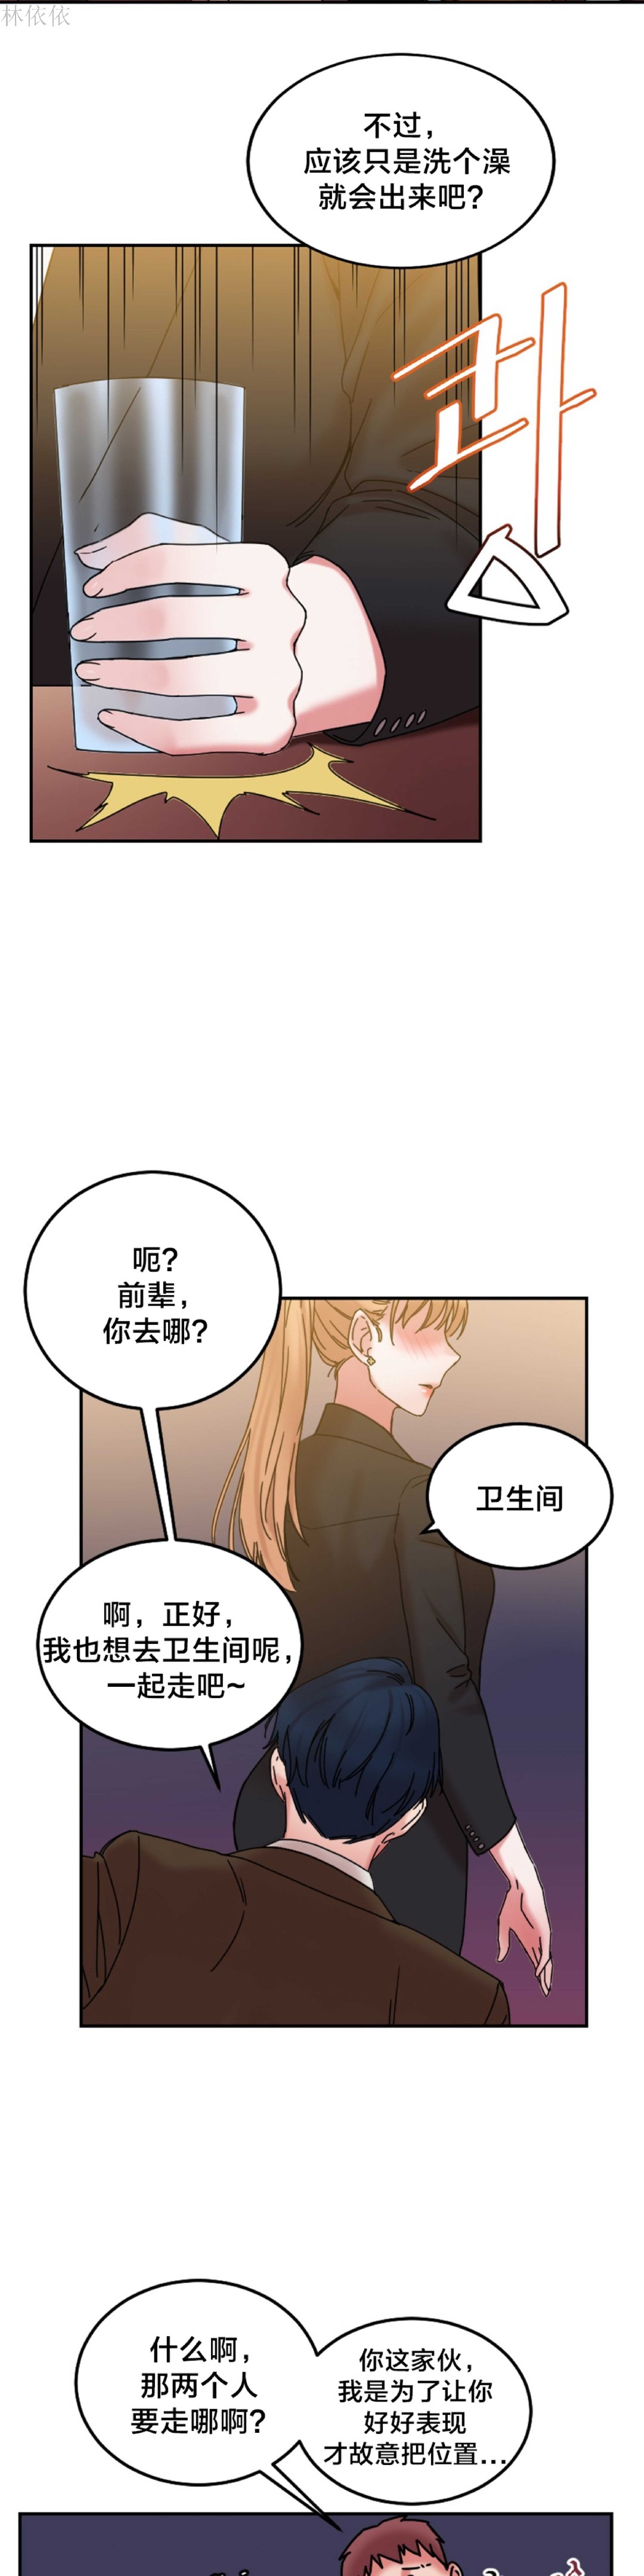 林依依
不过，
应该只是洗个澡
就会出来吧？
쾅
呃？
前辈，
你去哪？
卫生间
啊，正好，
我也想去卫生间呢，
一起走吧~
什么啊，
那两个人
要走哪啊？
你这家伙，
我是为了让你
好好表现
才故意把位置...